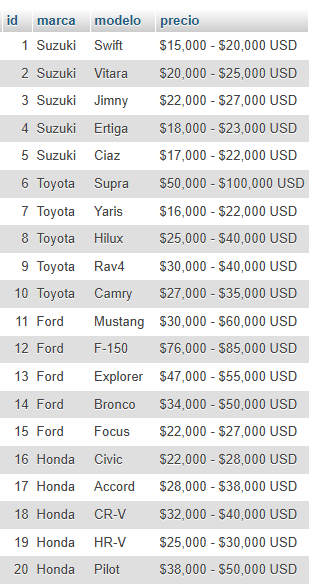 id marca modelo precio
1 Suzuki Swift $15,000 - $20,000 USD
2 Suzuki Vitara $20,000 - $25,000 USD
3 Suzuki Jimny $22,000 - $27,000 USD
4 Suzuki Ertiga $18,000 - $23,000 USD
5 Suzuki Ciaz $17,000 - $22,000 USD
6 Toyota Supra $50,000 - $100,000 USD
7 Toyota Yaris $16,000 - $22,000 USD
8 Toyota Hilux $25,000 - $40,000 USD
9 Toyota Rav4 $30,000 - $40,000 USD
10 Toyota Camry $27,000 - $35,000 USD
11 Ford Mustang $30,000 - $60,000 USD
12 Ford F-150 $76,000 - $85,000 USD
13 Ford Explorer $47,000 - $55,000 USD
14 Ford Bronco $34,000 - $50,000 USD
15 Ford Focus $22,000 - $27,000 USD
16 Honda Civic $22,000 - $28,000 USD
17 Honda Accord $28,000 - $38,000 USD
18 Honda CR-V $32,000 - $40,000 USD
19 Honda HR-V $25,000 - $30,000 USD
20 Honda Pilot $38,000 - $50,000 USD